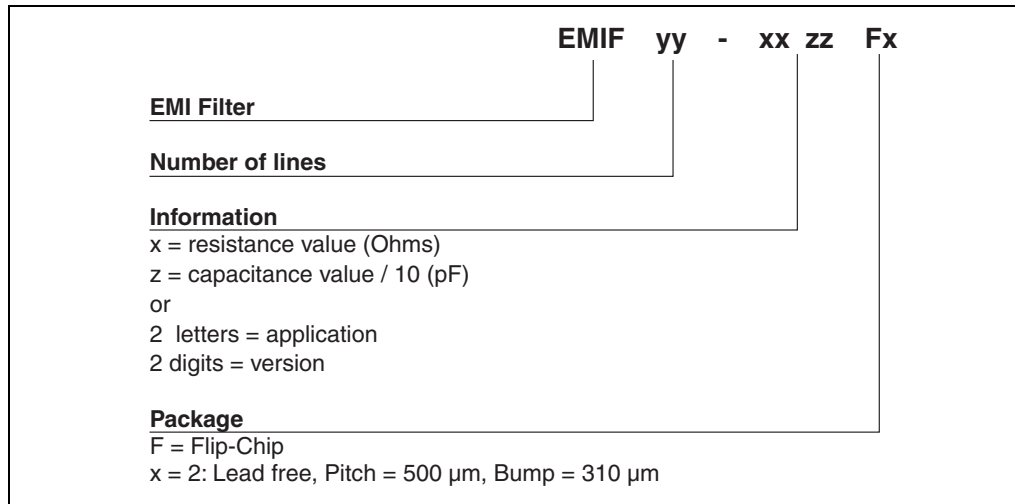 EMIF yy - xx zz Fx
EMI Filter
Number of lines
Information
x = resistance value (Ohms)
z = capacitance value / 10 (pF)
or
2 letters = application
2 digits = version
Package
F = Flip-Chip
x = 2: Lead free, Pitch = 500 µm, Bump = 310 µm